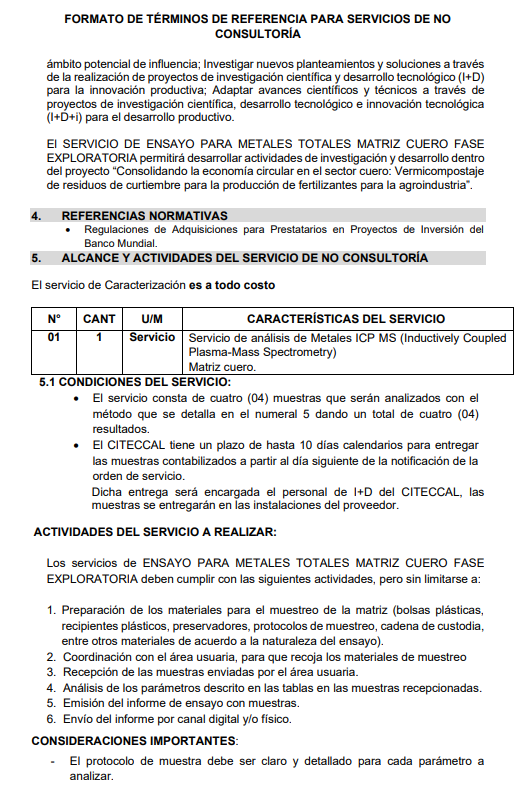 FORMATO DE TÉRMINOS DE REFERENCIA PARA SERVICIOS DE NO
CONSULTORÍA
ámbito potencial de influencia; Investigar nuevos planteamientos y soluciones a través
de la realización de proyectos de investigación científica y desarrollo tecnológico (I+D)
para la innovación productiva; Adaptar avances científicos y técnicos a través de
proyectos de investigación científica, desarrollo tecnológico e innovación tecnológica
(I+D+i) para el desarrollo productivo.
El SERVICIO DE ENSAYO PARA METALES TOTALES MATRIZ CUERO FASE
EXPLORATORIA permitirá desarrollar actividades de investigación y desarrollo dentro
del proyecto “Consolidando la economía circular en el sector cuero: Vermicompostaje
de residuos de curtiembre para la producción de fertilizantes para la agroindustria”.
4. REFERENCIAS NORMATIVAS
• Regulaciones de Adquisiciones para Prestatarios en Proyectos de Inversión del
Banco Mundial.
5. ALCANCE Y ACTIVIDADES DEL SERVICIO DE NO CONSULTORÍA
El servicio de Caracterización es a todo costo
N° CANT U/M CARACTERÍSTICAS DEL SERVICIO
01 1 Servicio Servicio de análisis de Metales ICP MS (Inductively Coupled
Plasma-Mass Spectrometry)
Matriz cuero.
5.1 CONDICIONES DEL SERVICIO:
• El servicio consta de cuatro (04) muestras que serán analizados con el
método que se detalla en el numeral 5 dando un total de cuatro (04)
resultados.
• El CITECCAL tiene un plazo de hasta 10 días calendarios para entregar
las muestras contabilizados a partir al día siguiente de la notificación de la
orden de servicio.
Dicha entrega será encargada el personal de I+D del CITECCAL, las
muestras se entregarán en las instalaciones del proveedor.
ACTIVIDADES DEL SERVICIO A REALIZAR:
Los servicios de ENSAYO PARA METALES TOTALES MATRIZ CUERO FASE
EXPLORATORIA deben cumplir con las siguientes actividades, pero sin limitarse a:
1. Preparación de los materiales para el muestreo de la matriz (bolsas plásticas,
recipientes plásticos, preservadores, protocolos de muestreo, cadena de custodia,
entre otros materiales de acuerdo a la naturaleza del ensayo).
2. Coordinación con el área usuaria, para que recoja los materiales de muestreo
3. Recepción de las muestras enviadas por el área usuaria.
4. Análisis de los parámetros descrito en las tablas en las muestras recepcionadas.
5. Emisión del informe de ensayo con muestras.
6. Envío del informe por canal digital y/o físico.
CONSIDERACIONES IMPORTANTES:
- El protocolo de muestra debe ser claro y detallado para cada parámetro a
analizar.